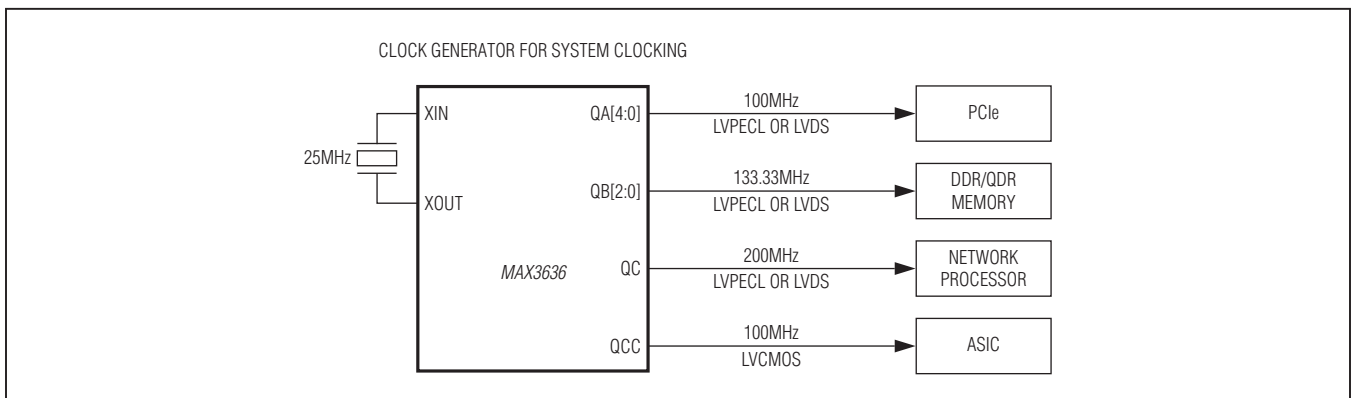 CLOCK GENERATOR FOR SYSTEM CLOCKING
XIN
QA[4:0]
100MHz
LVPECL OR LVDS
PCIe
25MHz
XOUT
QB[2:0]
133.33MHz
LVPECL OR LVDS
DDR/QDR
MEMORY
MAX3636
QC
200MHz
LVPECL OR LVDS
NETWORK
PROCESSOR
QCC
100MHz
LVCMOS
ASIC